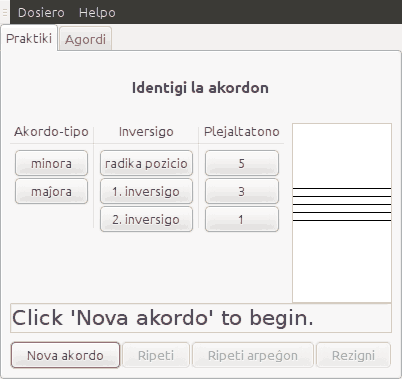 Dosiero Helpo
Praktiki Agordi
Identigi la akordon
Akordo-tipo Inversigo Plejaltatono
minora radika pozicio 5
maĵora 1. inversigo 3
2. inversigo 1
Click 'Nova akordo' to begin.
Nova akordo Ripeti Ripeti arpeĝon Rezigni